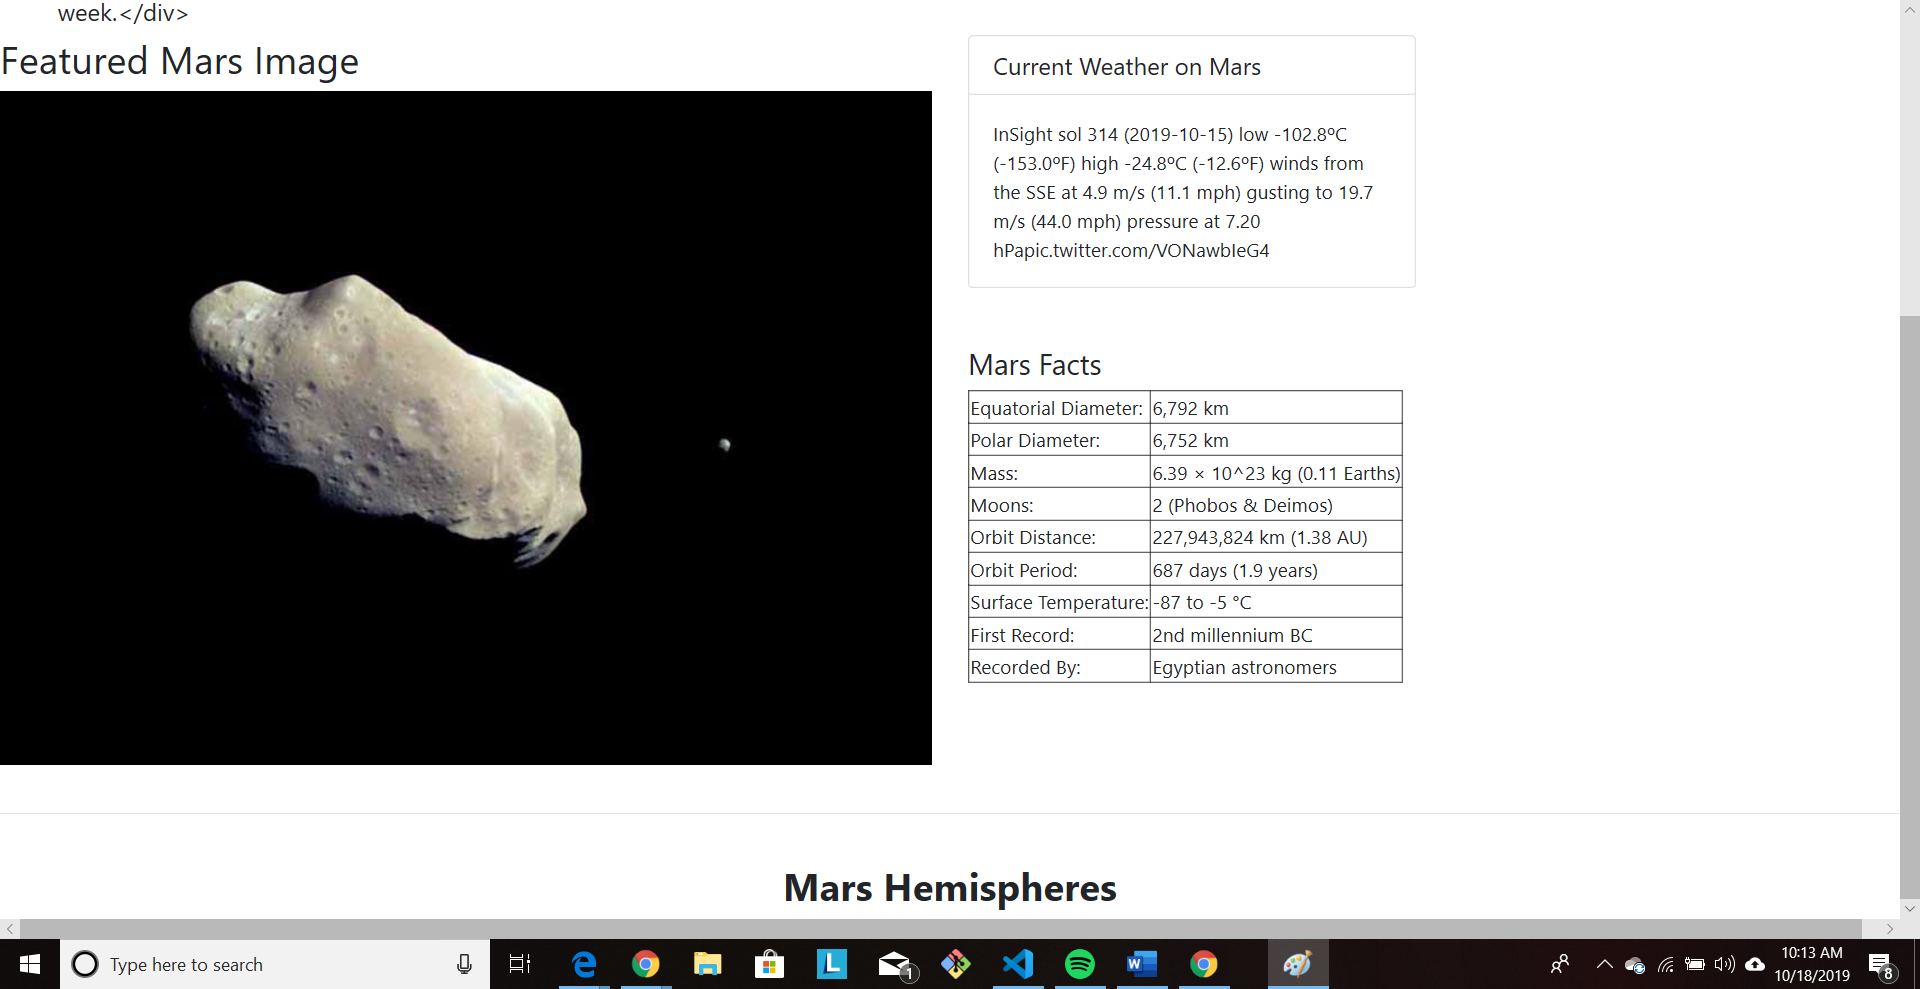 week.</div>
Featured Mars Image
Current Weather on Mars
InSight sol 314 (2019-10-15) low -102.8ºC
(-153.0ºF) high -24.8ºC (-12.6ºF) winds from
the SSE at 4.9 m/s (11.1 mph) gusting to 19.7
m/s (44.0 mph) pressure at 7.20
hPapic.twitter.com/VONawbIeG4
Mars Facts
Equatorial Diameter: 6,792 km
Polar Diameter: 6,752 km
Mass: 6.39 × 10^23 kg (0.11 Earths)
Moons: 2 (Phobos & Deimos)
Orbit Distance: 227,943,824 km (1.38 AU)
Orbit Period: 687 days (1.9 years)
Surface Temperature: -87 to -5 °C
First Record: 2nd millennium BC
Recorded By: Egyptian astronomers
Mars Hemispheres
Type here to search
L
1
W
10:13 AM
10/18/2019
8